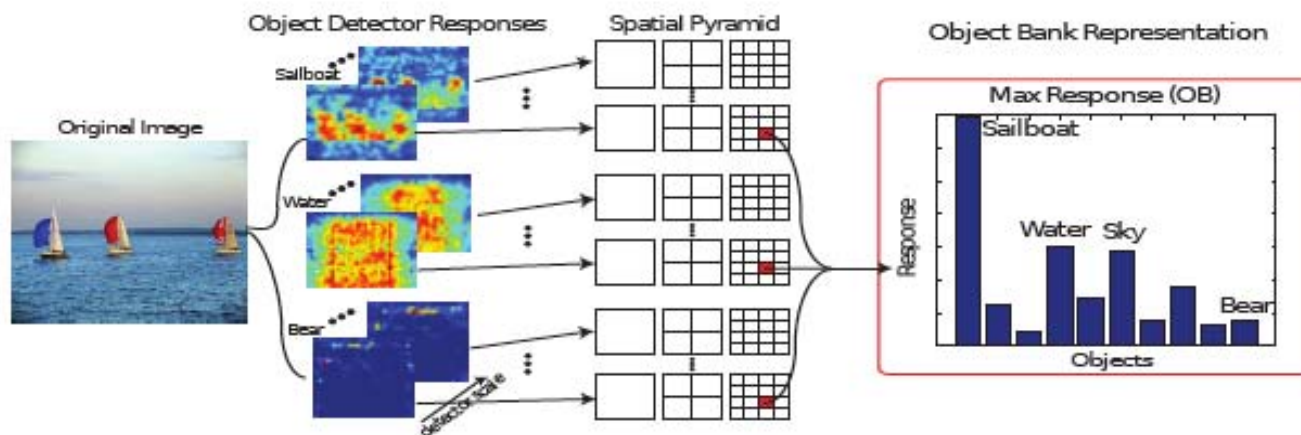 Object Detector Responses
Spatial Pyramid
Object Bank Representation
Original Image
Sailboat
Water
Bear
detector scale
Max Response (OB)
Sailboat
Water
Sky
Bear
Response
Objects